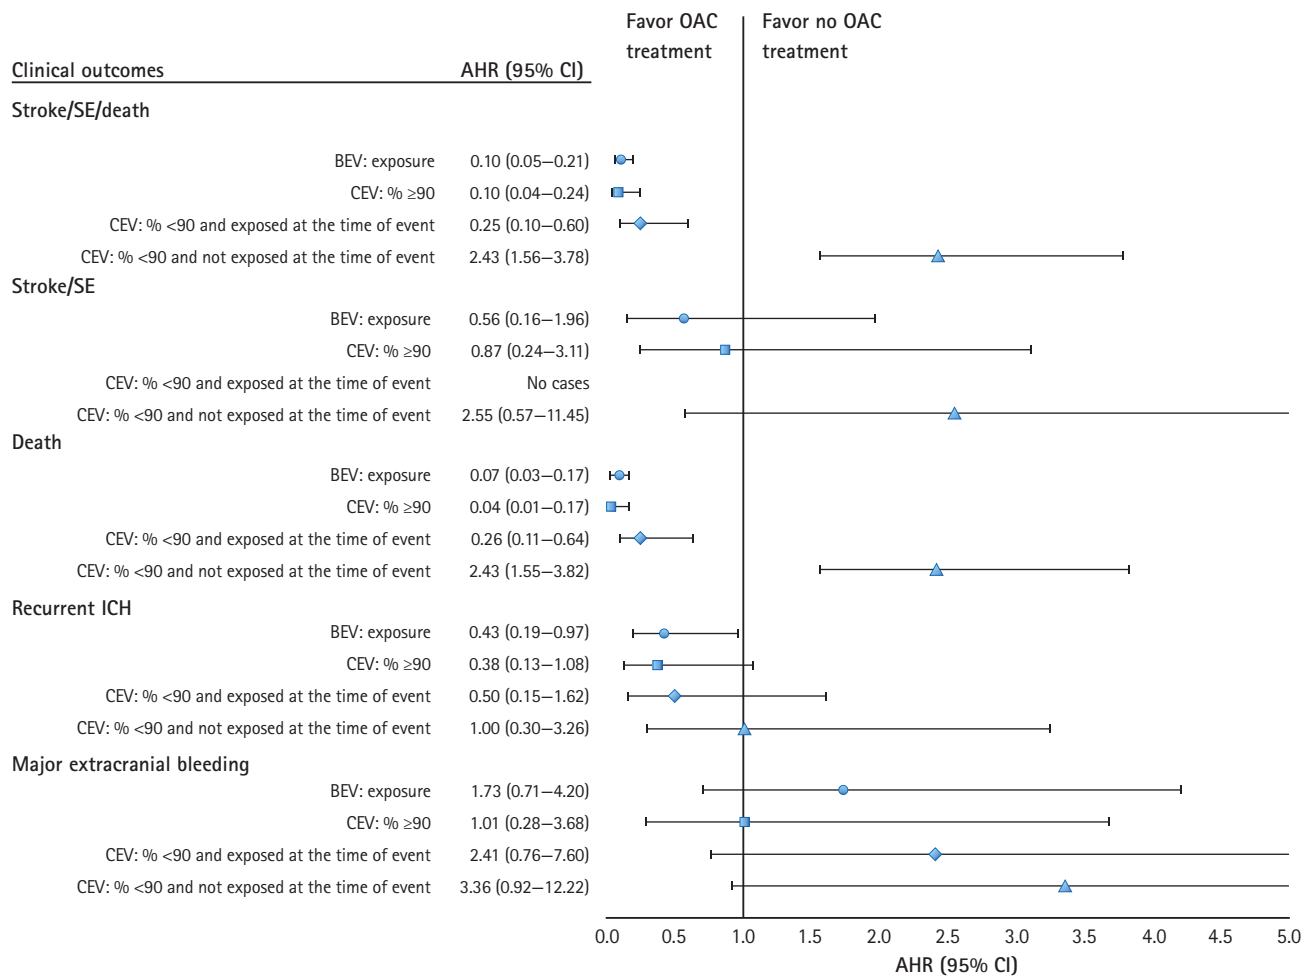 Favor OAC treatment
Favor no OAC treatment
Clinical outcomes AHR (95% CI)
Stroke/SE/death
BEV: exposure 0.10 (0.05–0.21)
CEV: % ≥90 0.10 (0.04–0.24)
CEV: % <90 and exposed at the time of event 0.25 (0.10–0.60)
CEV: % <90 and not exposed at the time of event 2.43 (1.56–3.78)
Stroke/SE
BEV: exposure 0.56 (0.16–1.96)
CEV: % ≥90 0.87 (0.24–3.11)
CEV: % <90 and exposed at the time of event No cases
CEV: % <90 and not exposed at the time of event 2.55 (0.57–11.45)
Death
BEV: exposure 0.07 (0.03–0.17)
CEV: % ≥90 0.04 (0.01–0.17)
CEV: % <90 and exposed at the time of event 0.26 (0.11–0.64)
CEV: % <90 and not exposed at the time of event 2.43 (1.55–3.82)
Recurrent ICH
BEV: exposure 0.43 (0.19–0.97)
CEV: % ≥90 0.38 (0.13–1.08)
CEV: % <90 and exposed at the time of event 0.50 (0.15–1.62)
CEV: % <90 and not exposed at the time of event 1.00 (0.30–3.26)
Major extracranial bleeding
BEV: exposure 1.73 (0.71–4.20)
CEV: % ≥90 1.01 (0.28–3.68)
CEV: % <90 and exposed at the time of event 2.41 (0.76–7.60)
CEV: % <90 and not exposed at the time of event 3.36 (0.92–12.22)
0.0 0.5 1.0 1.5 2.0 2.5 3.0 3.5 4.0 4.5 5.0
AHR (95% CI)